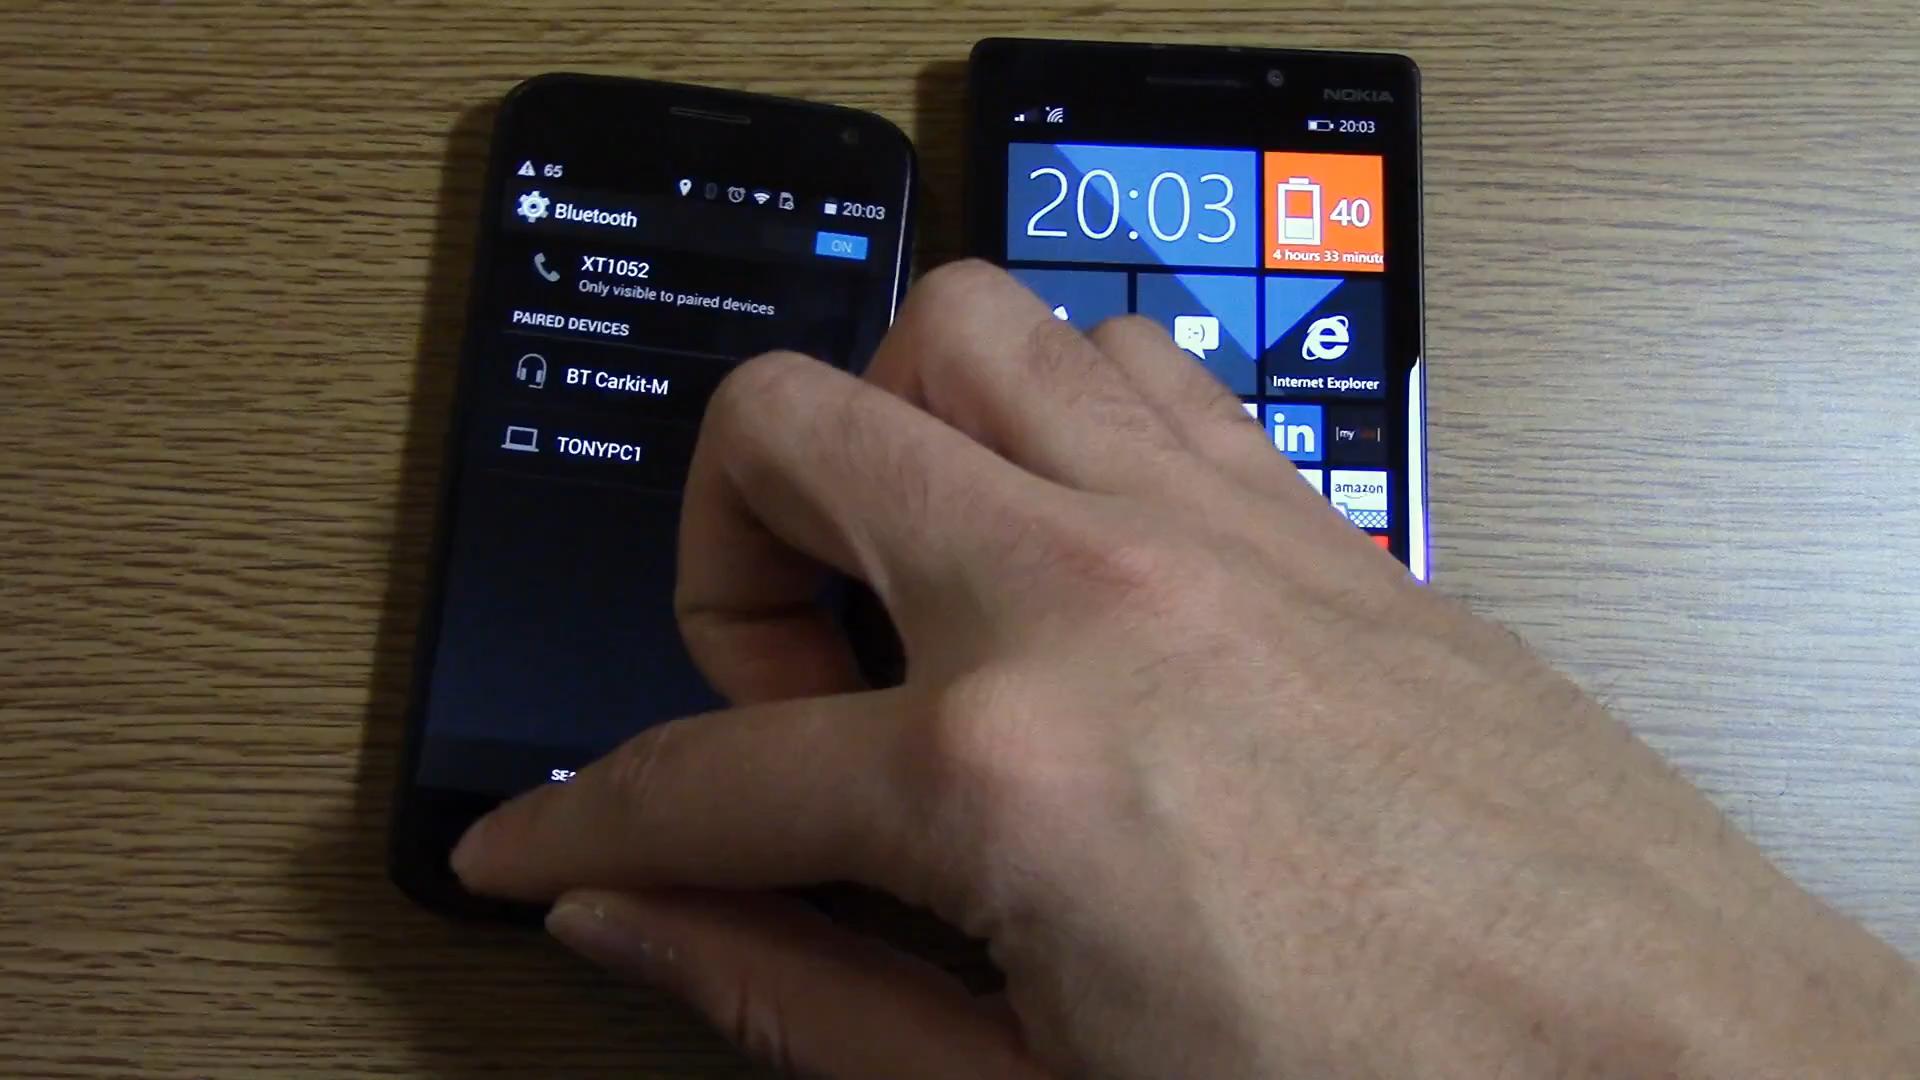 65
20:03
Bluetooth
ON
XT1052
Only visible to paired devices
PAIRED DEVICES
BT Carkit-M
TONYPC1
NOKIA
20:03
20:03
40
4 hours 33
Internet Explorer
in
my
amazon